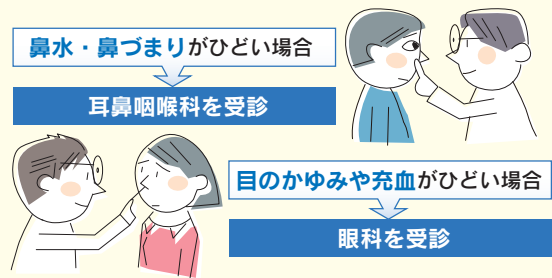 鼻水・鼻づまりがひどい場合
耳鼻咽喉科を受診
目のかゆみや充血がひどい場合
眼科を受診